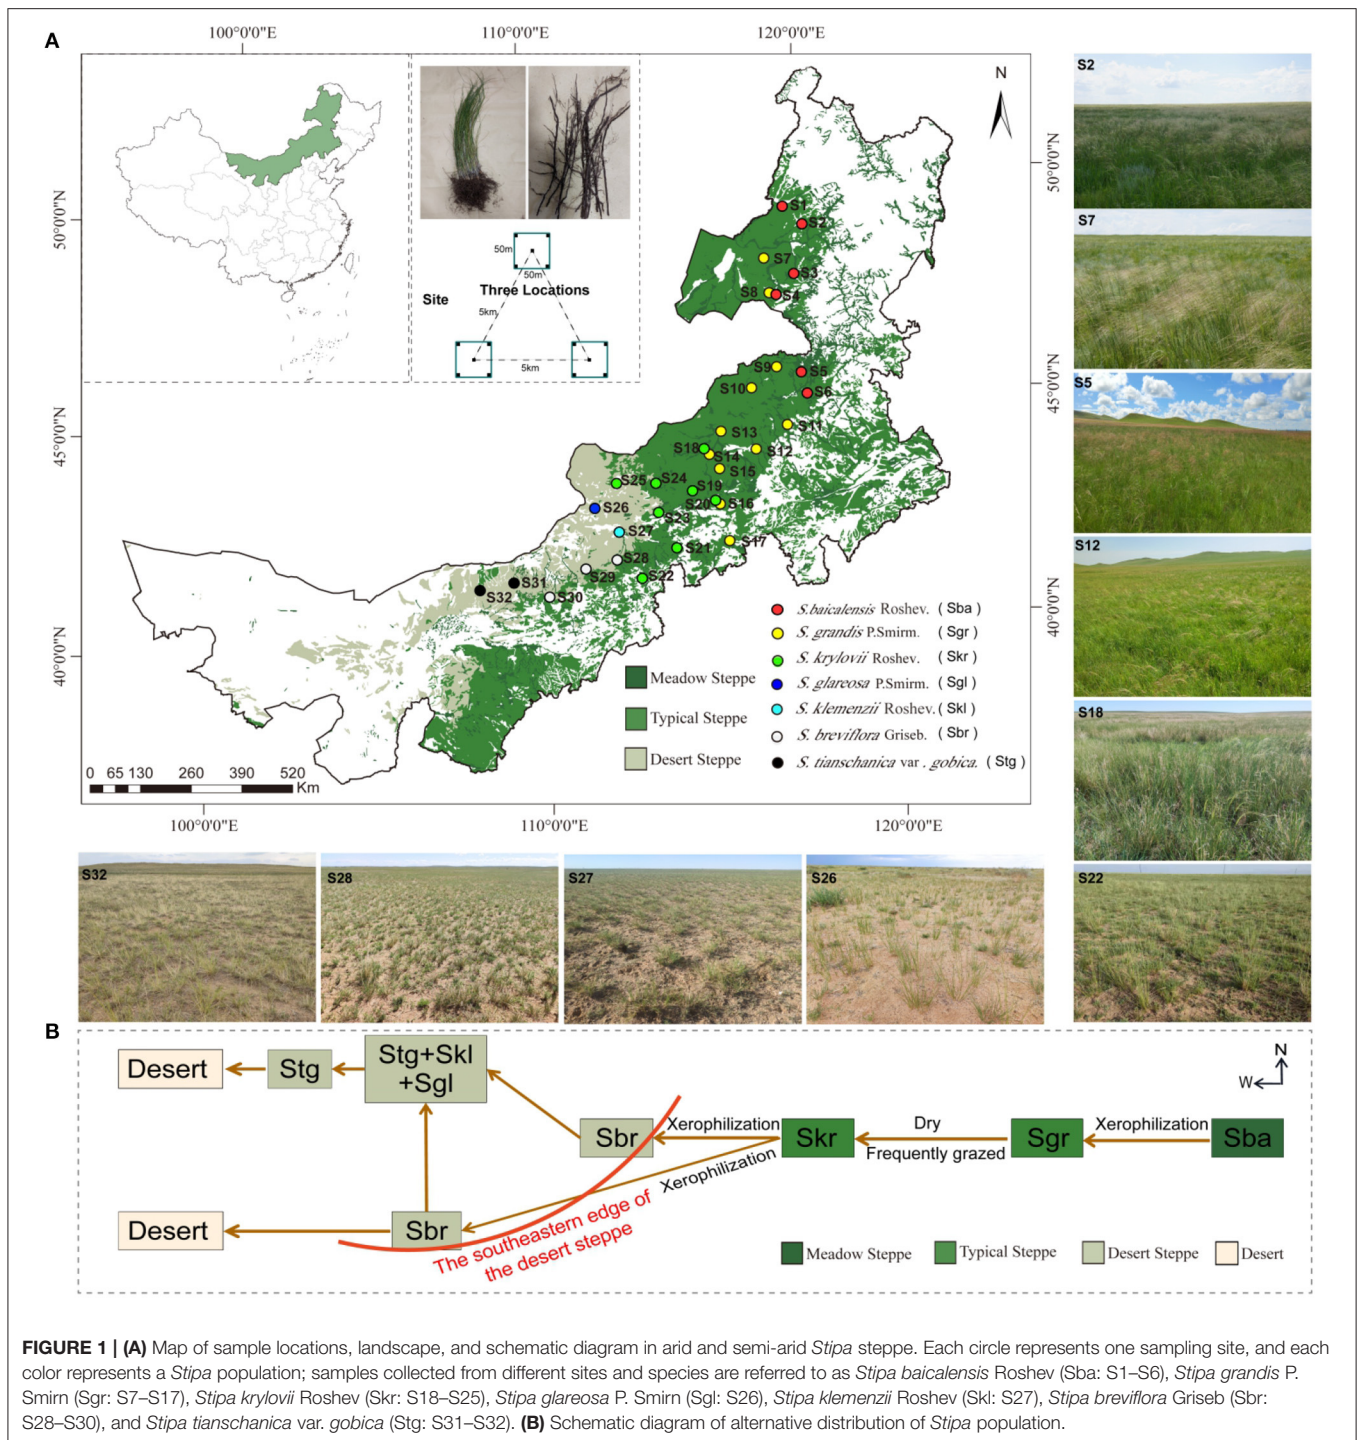 A
100°0'0"E
110°0'0"E
120°0'0"E
50°0'0"N
45°0'0"N
40°0'0"N
50°0'0"N
45°0'0"N
40°0'0"N
N
50m
50m
Three Locations
Site
5km
5km
S1
S2
S7
S3
S8
S4
S9
S5
S10
S6
S11
S13
S18
S14
S12
S15
S25
S24
S19
S20
S16
S26
S23
S27
S21
S17
S28
S29
S22
S31
S32
S30
S.baicalensis Roshev. ( Sba )
S. grandis P.Smirm. ( Sgr )
S. krylovii Roshev. ( Skr )
S. glareosa P.Smirm. ( Sgl )
S. klemenzii Roshev. ( Skl )
S. breviflora Griseb. ( Sbr )
S. tianschanica var . gobica. ( Stg )
Meadow Steppe
Typical Steppe
Desert Steppe
0 65 130 260 390 520
Km
100°0'0"E
110°0'0"E
120°0'0"E
S2
S7
S5
S12
S18
S22
S32
S28
S27
S26
B
Desert
Stg
Stg+Skl
+Sgl
N
W
Sbr
Xerophilization
Skr
Dry
Frequently grazed
Sgr
Xerophilization
Sba
Xerophilization
Desert
Sbr
The southeastern edge of
the desert steppe
Meadow Steppe
Typical Steppe
Desert Steppe
Desert
FIGURE 1 | (A) Map of sample locations, landscape, and schematic diagram in arid and semi-arid Stipa steppe. Each circle represents one sampling site, and each
color represents a Stipa population; samples collected from different sites and species are referred to as Stipa baicalensis Roshev (Sba: S1–S6), Stipa grandis P.
Smirn (Sgr: S7–S17), Stipa krylovii Roshev (Skr: S18–S25), Stipa glareosa P. Smirn (Sgl: S26), Stipa klemenzii Roshev (Skl: S27), Stipa breviflora Griseb (Sbr:
S28–S30), and Stipa tianschanica var. gobica (Stg: S31–S32). (B) Schematic diagram of alternative distribution of Stipa population.